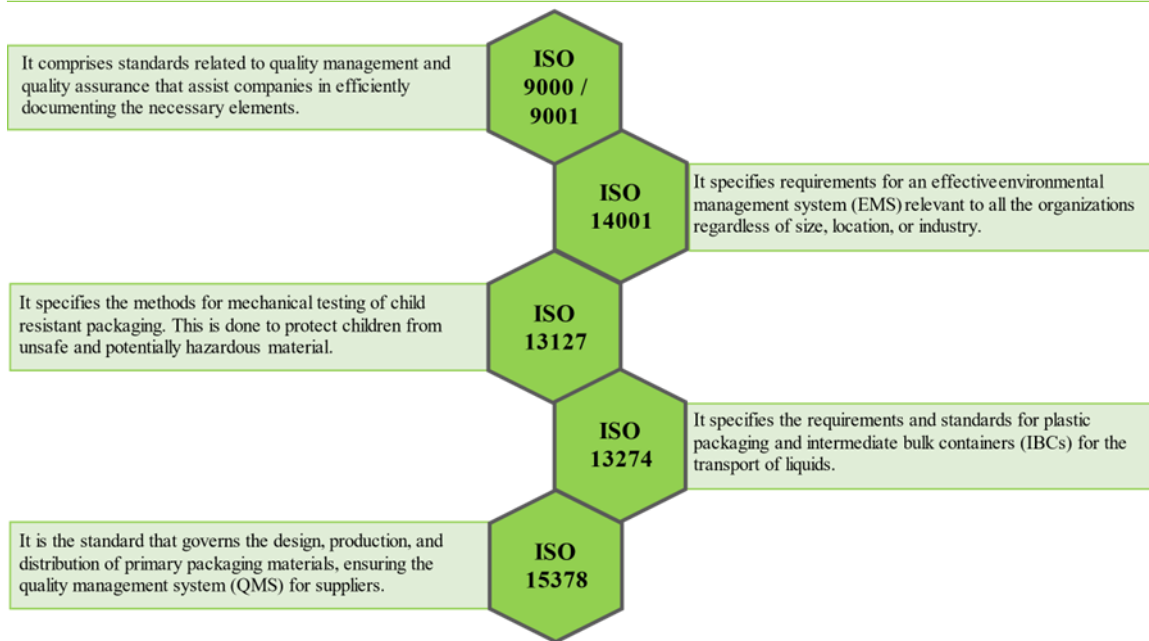 ISO
9000 /
9001
It comprises standards related to quality management and
quality assurance that assist companies in efficiently
documenting the necessary elements.
ISO
14001
It specifies requirements for an effective environmental
management system (EMS) relevant to all the organizations
regardless of size, location, or industry.
ISO
13127
It specifies the methods for mechanical testing of child
resistant packaging. This is done to protect children from
unsafe and potentially hazardous material.
ISO
13274
It specifies the requirements and standards for plastic
packaging and intermediate bulk containers (IBCs) for the
transport of liquids.
ISO
15378
It is the standard that governs the design, production, and
distribution of primary packaging materials, ensuring the
quality management system (QMS) for suppliers.